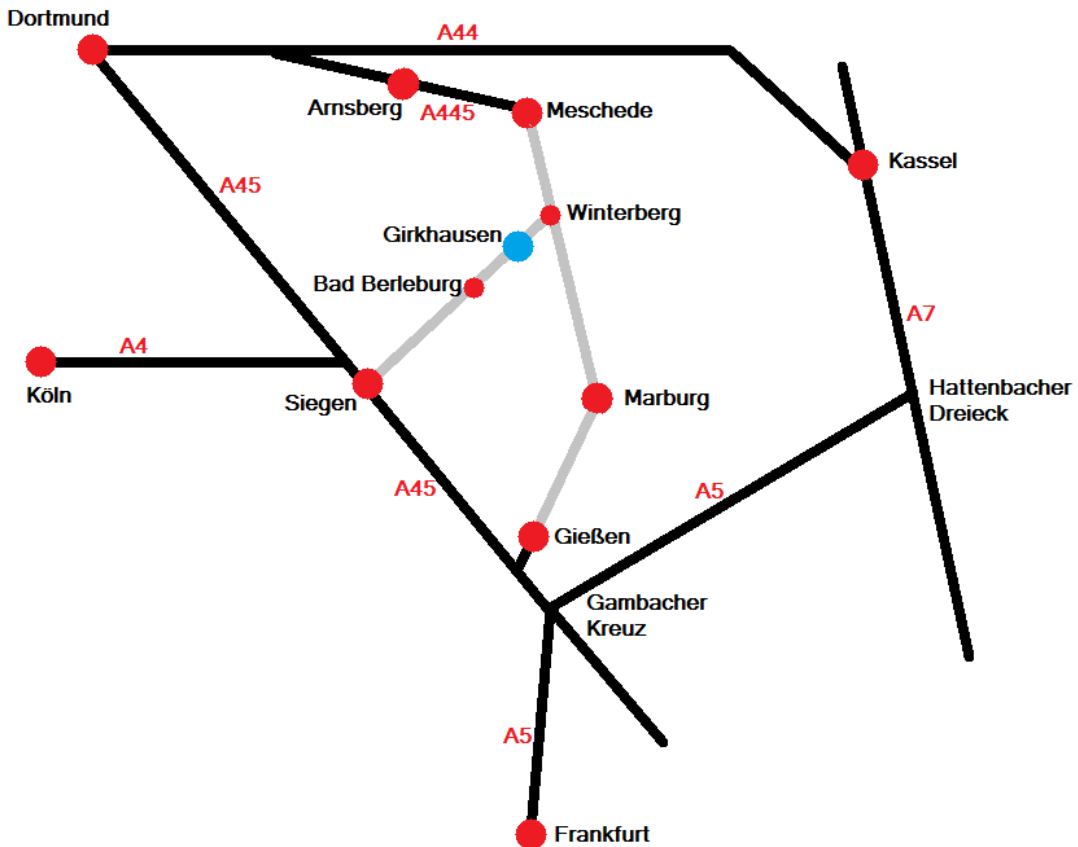 Dortmund
A44
Arnsberg
A445
Meschede
Kassel
A45
Winterberg
Girkhausen
Bad Berleburg
A7
A4
Köln
Siegen
Marburg
Hattenbacher
Dreieck
A45
A5
Gießen
Gambacher
Kreuz
A5
Frankfurt